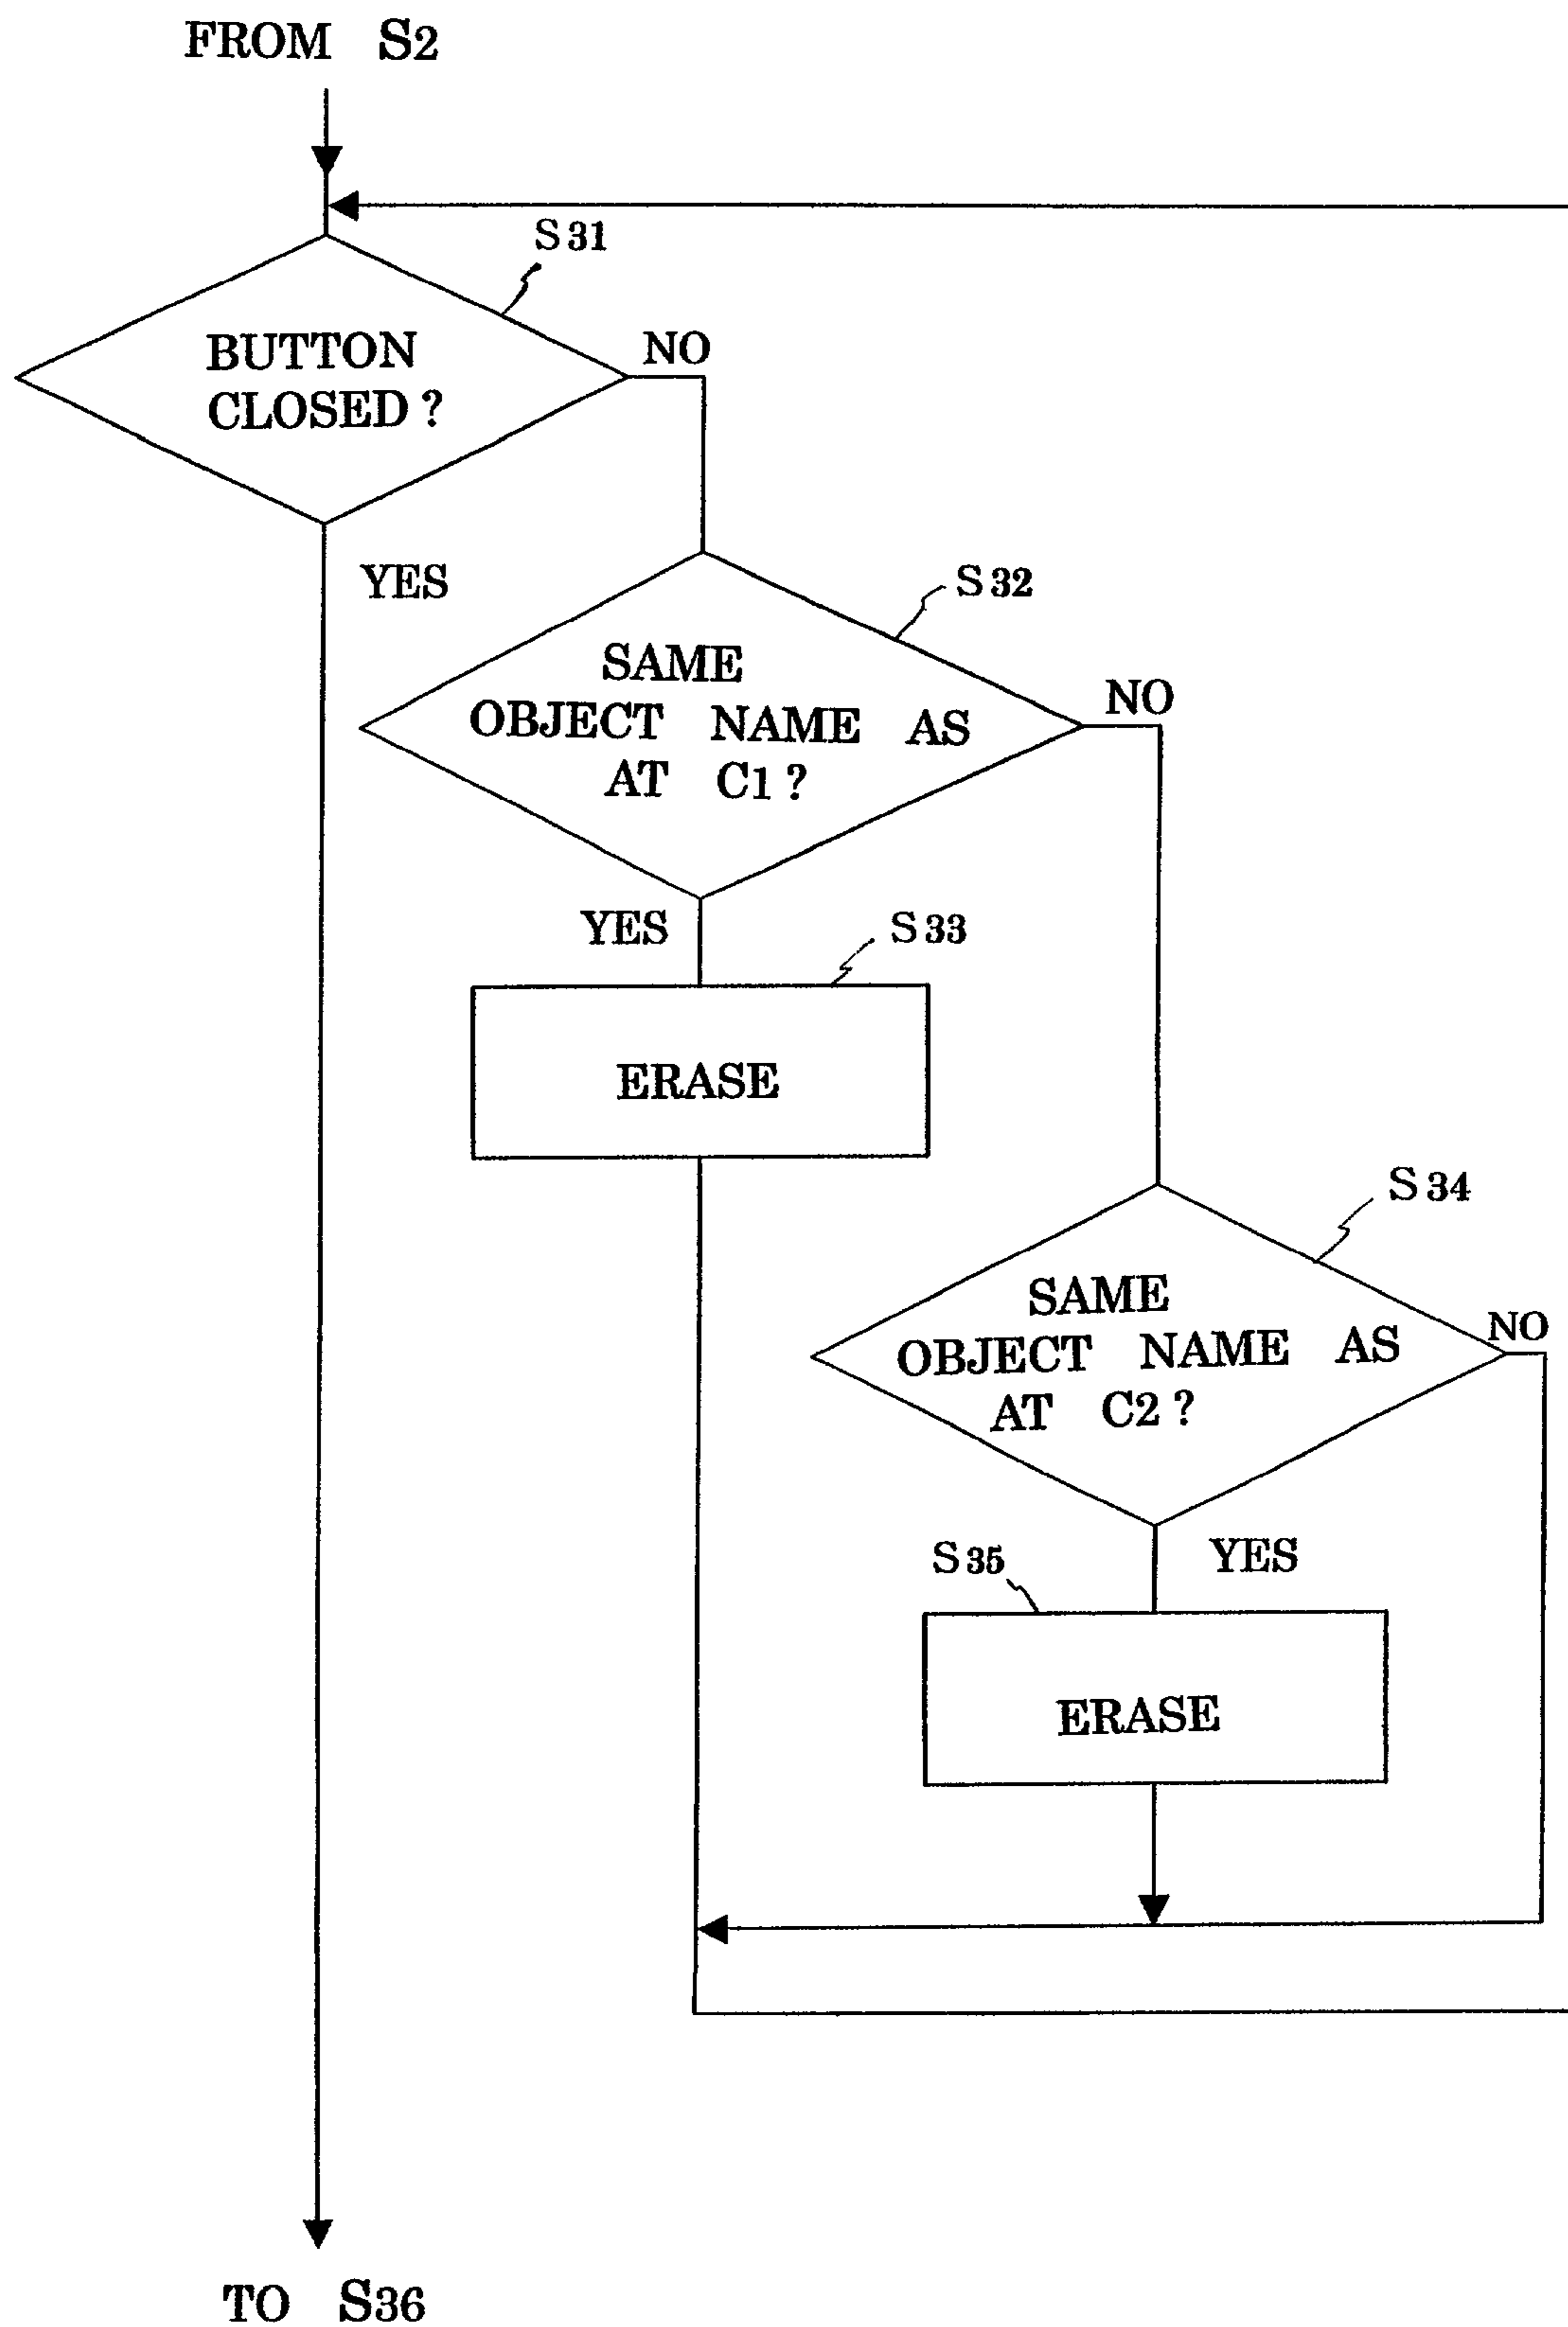 FROM S2
S31
BUTTON
CLOSED ?
NO
YES
S32
SAME
OBJECT NAME AS
AT C1 ?
NO
YES
S33
ERASE
S34
SAME
OBJECT NAME AS
AT C2 ?
NO
S35
YES
ERASE
TO S36